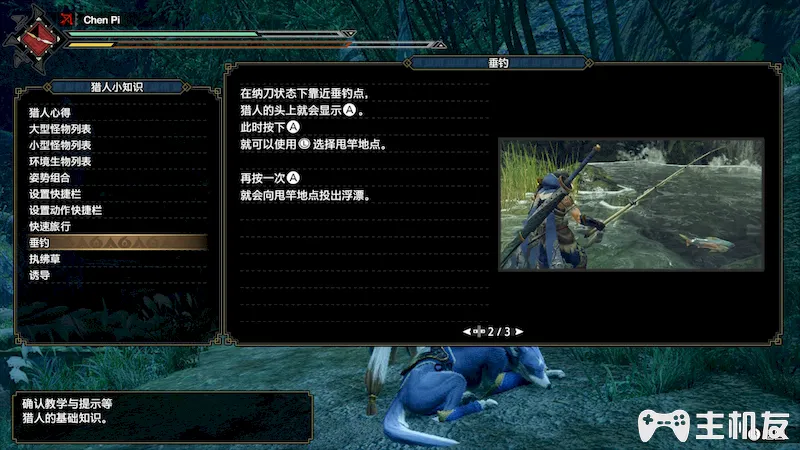 Chen Pi
猎人小知识
猎人心得
大型怪物列表
小型怪物列表
环境生物列表
姿势组合
设置快捷栏
设置动作快捷栏
快速旅行
垂钓
执绋草
诱导
垂钓
在纳刀状态下靠近垂钓点,
猎人的头上就会显示Ⓐ。
此时按下Ⓐ
就可以使用Ⓛ选择甩竿地点。
再按一次Ⓐ
就会向甩竿地点投出浮漂。
2/3
确认教学与提示等
猎人的基础知识。
主机友